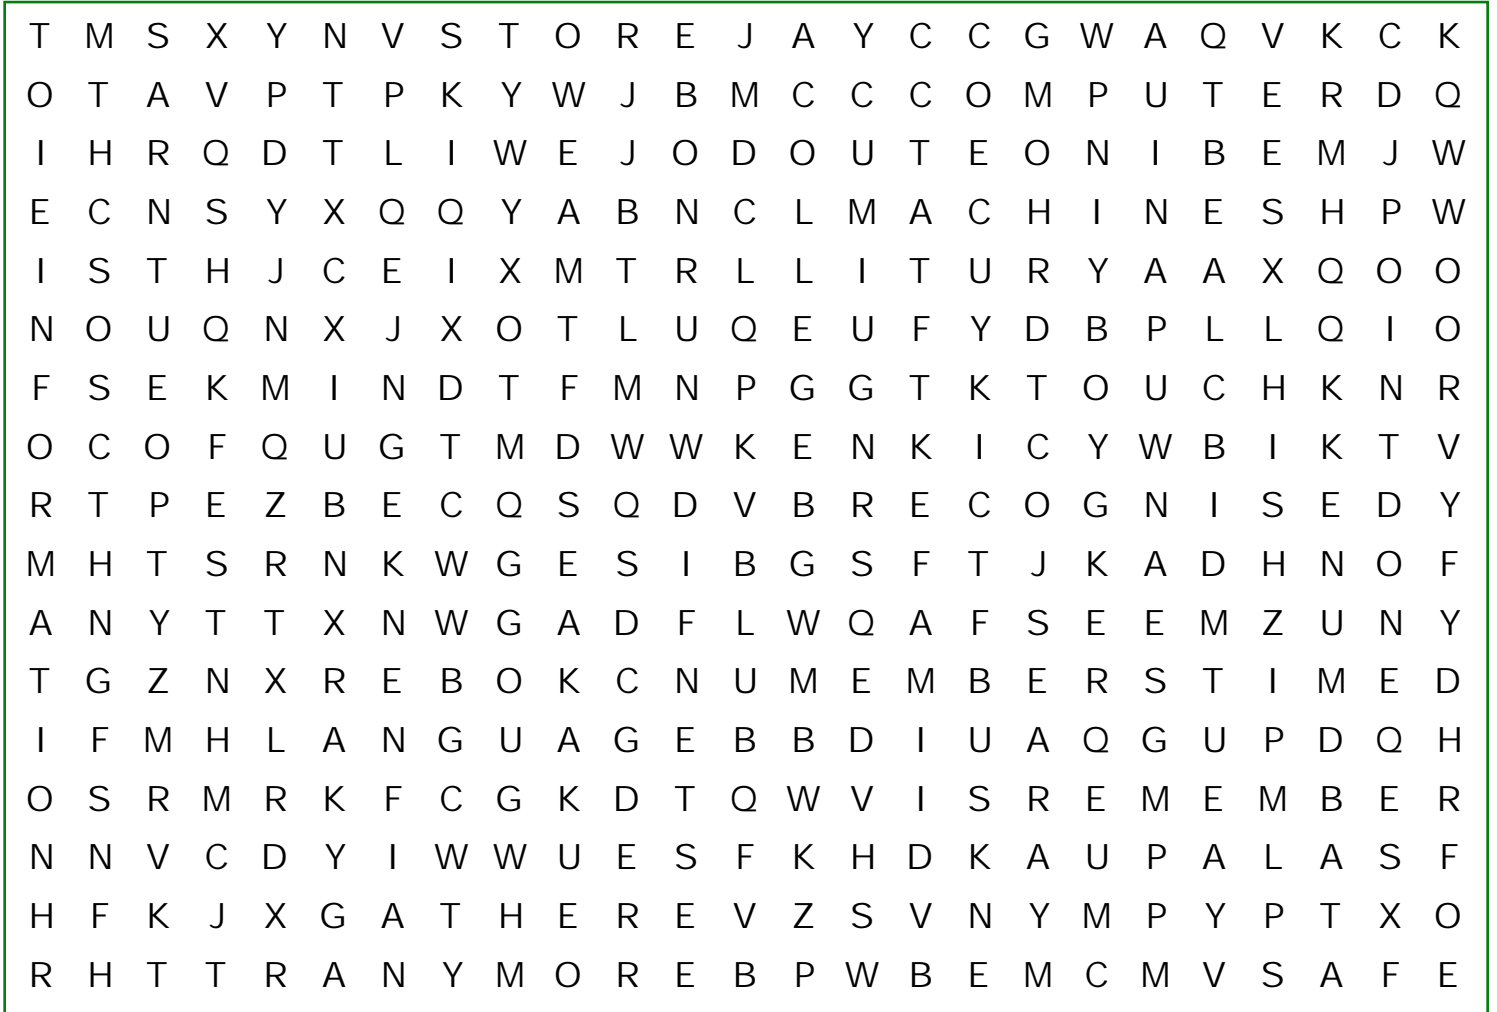 T M S X Y N V S T O R E J A Y C C G W A Q V K C K
O T A V P T P K Y W J B M C C C O M P U T E R D Q
I H R Q D T L I W E J O D O U T E O N I B E M J W
E C N S Y X Q Q Y A B N C L M A C H I N E S H P W
I S T H J C E I X M T R L L I T U R Y A A X Q O O
N O U Q N X J X O T L U Q E U F Y D B P L L Q I O
F S E K M I N D T F M N P G G T K T O U C H K N R
O C O F Q U G T M D W W K E N K I C Y W B I K T V
R T P E Z B E C Q S Q D V B R E C O G N I S E D Y
M H T S R N K W G E S I B G S F T J K A D H N O F
A N Y T T X N W G A D F L W Q A F S E E M Z U N Y
T G Z N X R E B O K C N U M E M B E R S T I M E D
I F M H L A N G U A G E B B D I U A Q G U P D Q H
O S R M R K F C G K D T Q W V I S R E M E M B E R
N N V C D Y I W W U E S F K H D K A U P A L A S F
H F K J X G A T H E R E V Z S V N Y M P Y P T X O
R H T T R A N Y M O R E B P W B E M C M V S A F E